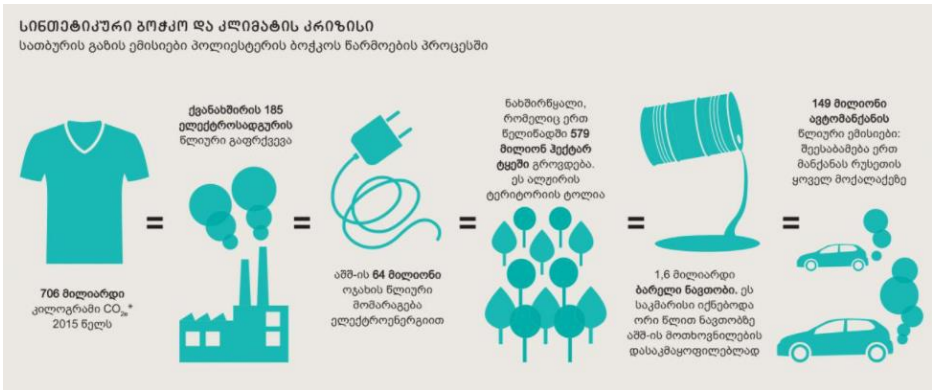 სინთეტიკური ბოჭკო და კლიმატის კრიზისი
სათბურის გაზის ემისიები პოლიესტერის ბოჭკოს წარმოების პროცესში
706 მილიარდი
კილოგრამი CO₂ₑ*
2015 წელს
=
ქვანახშირის 185
ელექტროსადგურის
წლიური გაფრქვევა
=
აშშ-ის 64 მილიონი
ოჯახის წლიური
მომარაგება
ელექტროენერგიით
=
ნახშირწყალი,
რომელიც ერთ
წელიწადში 579
მილიონ ჰექტარ
ტყეში გროვდება.
ეს ალჟირის
ტერიტორიის ტოლია
=
1,6 მილიარდი
ბარელი ნავთობი. ეს
საკმარისი იქნებოდა
ორი წლით ნავთობზე
აშშ-ის მოთხოვნილების
დასაკმაყოფილებლად
=
149 მილიონი
ავტომანქანის
წლიური ემისიები:
შეესაბამება ერთ
მანქანას რუსეთის
ყოველ მოქალაქეზე